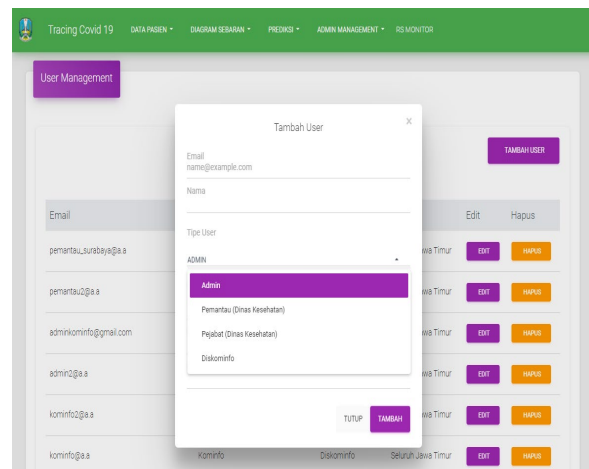 Tracing Covid 19 DATA PASIEN DIAGRAM SEBARAN PREDIKSI ADMIN MANAGEMENT RS MONITOR
User Management
Tambah User X
TAMBAH USER
Email
name@example.com
Nama
Email Edit Hapus
Tipe User
pemantau_surabaya@a.a ADMIN wa Timur EDIT HAPUS
Admin
pemantau2@a.a Pemantau (Dinas Kesehatan) wa Timur EDIT HAPUS
adminkominfo@gmail.com Pejabat (Dinas Kesehatan) wa Timur EDIT HAPUS
Diskominfo
admin2@a.a wa Timur EDIT HAPUS
kominfo2@a.a TUTUP TAMBAH wa Timur EDIT HAPUS
kominfo@a.a Kominfo Diskominfo Seluruh Jawa Timur EDIT HAPUS